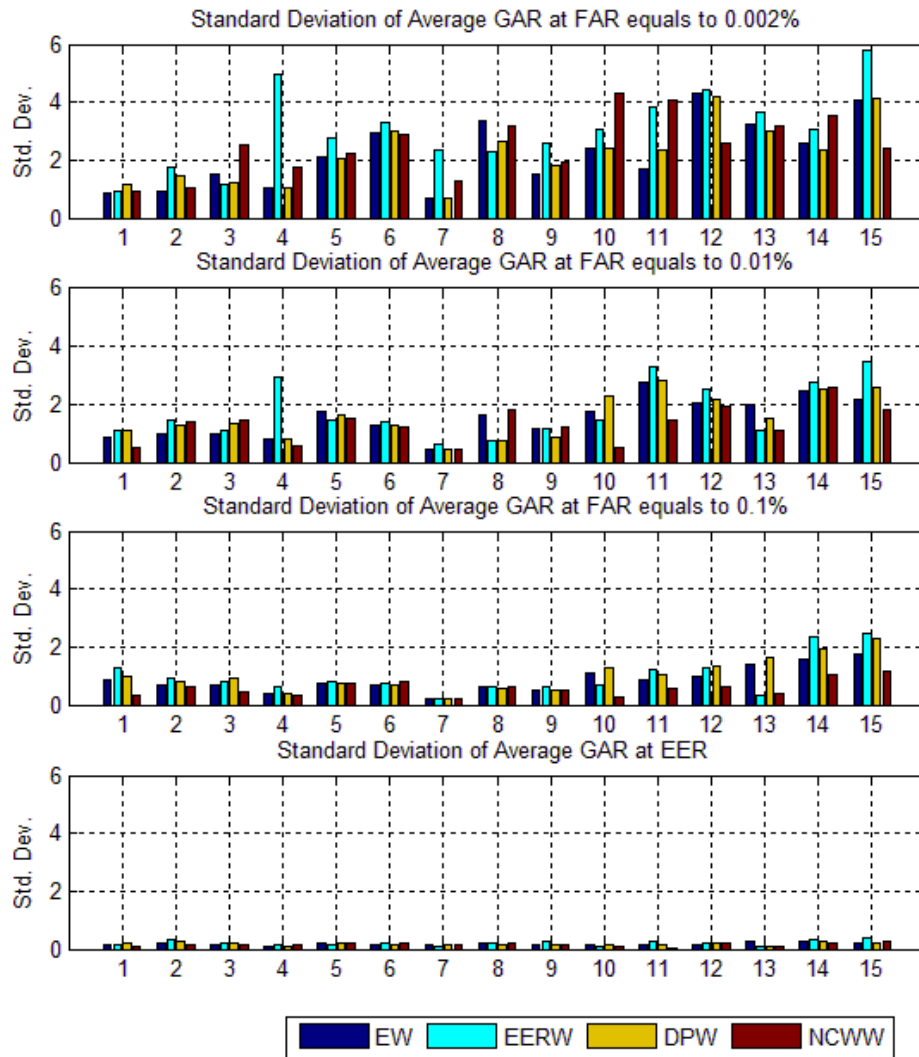 Standard Deviation of Average GAR at FAR equals to 0.002%
Std. Dev.
6
4
2
0
1 2 3 4 5 6 7 8 9 10 11 12 13 14 15
Standard Deviation of Average GAR at FAR equals to 0.01%
Std. Dev.
6
4
2
0
1 2 3 4 5 6 7 8 9 10 11 12 13 14 15
Standard Deviation of Average GAR at FAR equals to 0.1%
Std. Dev.
6
4
2
0
1 2 3 4 5 6 7 8 9 10 11 12 13 14 15
Standard Deviation of Average GAR at EER
Std. Dev.
6
4
2
0
1 2 3 4 5 6 7 8 9 10 11 12 13 14 15
EW EERW DPW NCWW